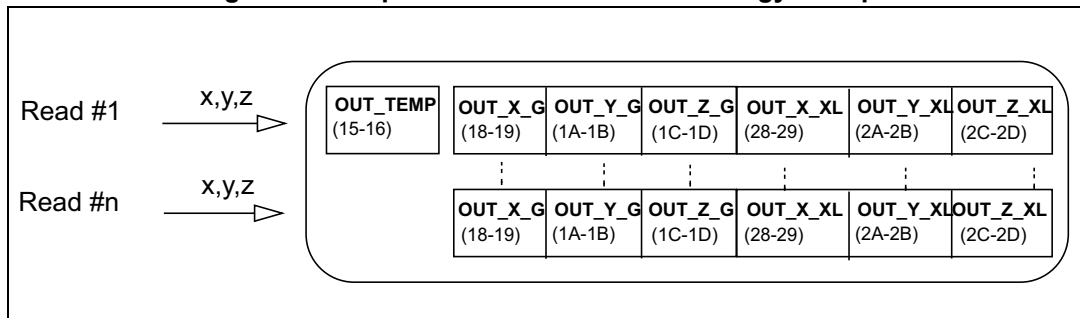 x,y,z
Read #1
OUT_TEMP OUT_X_G OUT_Y_G OUT_Z_G OUT_X_XL OUT_Y_XL OUT_Z_XL
(15-16) (18-19) (1A-1B) (1C-1D) (28-29) (2A-2B) (2C-2D)
x,y,z
Read #n
OUT_X_G OUT_Y_G OUT_Z_G OUT_X_XL OUT_Y_XL OUT_Z_XL
(18-19) (1A-1B) (1C-1D) (28-29) (2A-2B) (2C-2D)